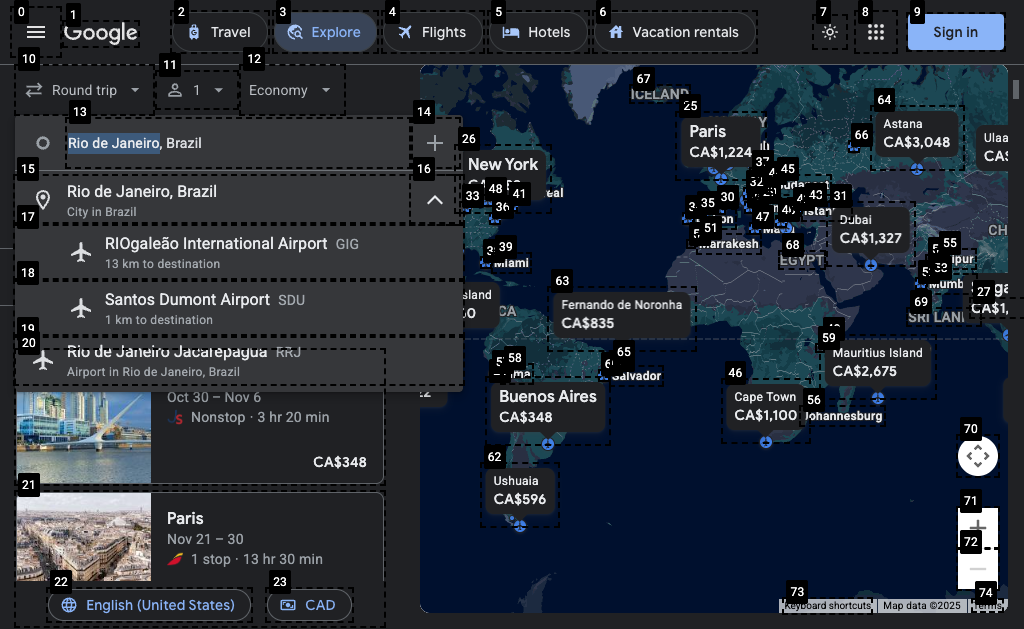 0
1
2
3
4
5
6
7
8
9
Google
Travel
Explore
Flights
Hotels
Vacation rentals
Sign in
10
11
12
Round trip
1
Economy
13
14
Rio de Janeiro, Brazil
15
16
Rio de Janeiro, Brazil
City in Brazil
17
RIOgaleão International Airport GIG
13 km to destination
18
Santos Dumont Airport SDU
1 km to destination
19
20
Rio de Janeiro Jacarepagua RRJ
Airport in Rio de Janeiro, Brazil
Oct 30 – Nov 6
Nonstop · 3 hr 20 min
CA$348
21
Paris
Nov 21 – 30
1 stop · 13 hr 30 min
22
English (United States)
23
CAD
67
ICELAND
25
Paris
CA$1,224
64
Astana
CA$3,048
66
26
New York
33
48
41
36
37
45
32
30
35
43
31
47
51
Marrakesh
68
EGYPT
Dubai
CA$1,327
55
39
Miami
63
Fernando de Noronha
CA$835
69
27
59
Mauritius Island
CA$2,675
58
65
Salvador
Buenos Aires
CA$348
46
Cape Town
CA$1,100
56
Johannesburg
62
Ushuaia
CA$596
70
71
72
73
74
Keyboard shortcuts
Map data ©2025
Terms